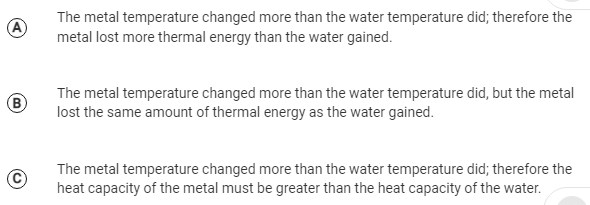 A
The metal temperature changed more than the water temperature did; therefore the
metal lost more thermal energy than the water gained.
B
The metal temperature changed more than the water temperature did, but the metal
lost the same amount of thermal energy as the water gained.
C
The metal temperature changed more than the water temperature did; therefore the
heat capacity of the metal must be greater than the heat capacity of the water.